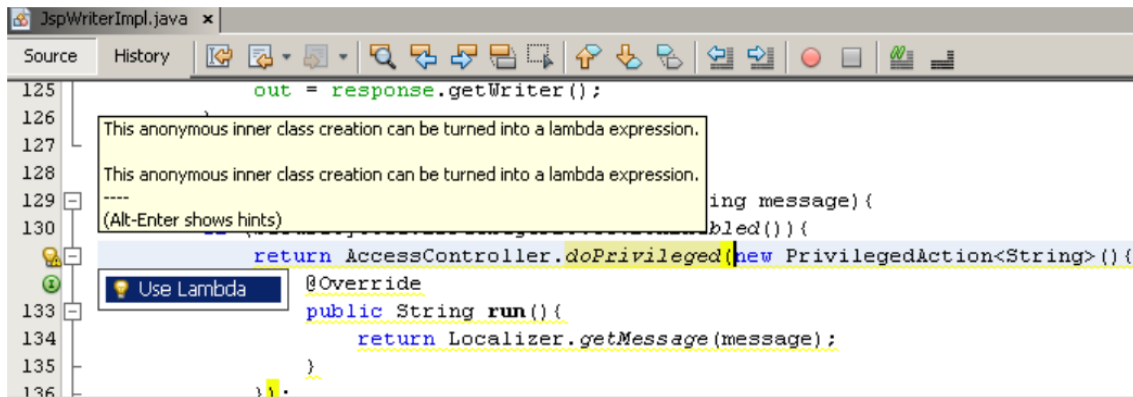 JspWriterImpl.java x
Source History
125 out = response.getWriter();
126
127
This anonymous inner class creation can be turned into a lambda expression.
This anonymous inner class creation can be turned into a lambda expression.
----
(Alt-Enter shows hints)
128
129 ing message){
130 bled()){
return AccessController.doPrivileged(new PrivilegedAction<String>(){
Use Lambda @Override
133 public String run(){
134 return Localizer.getMessage(message);
135 }
136 });